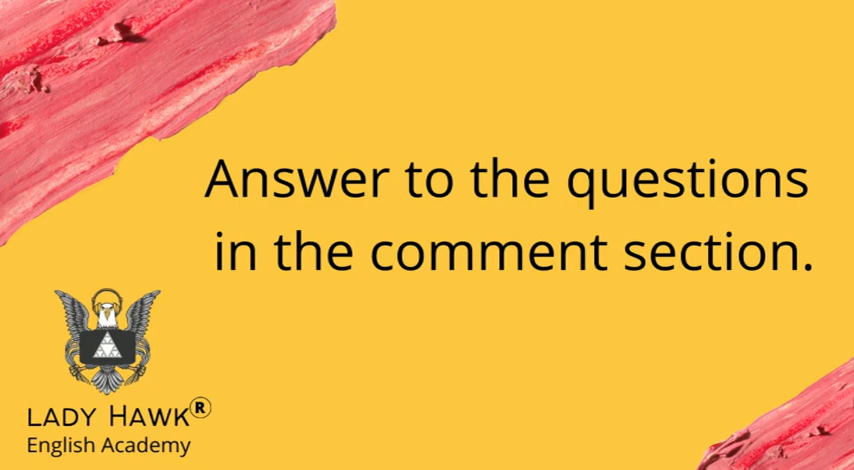 Answer to the questions
in the comment section.
LADY HAWK®
English Academy